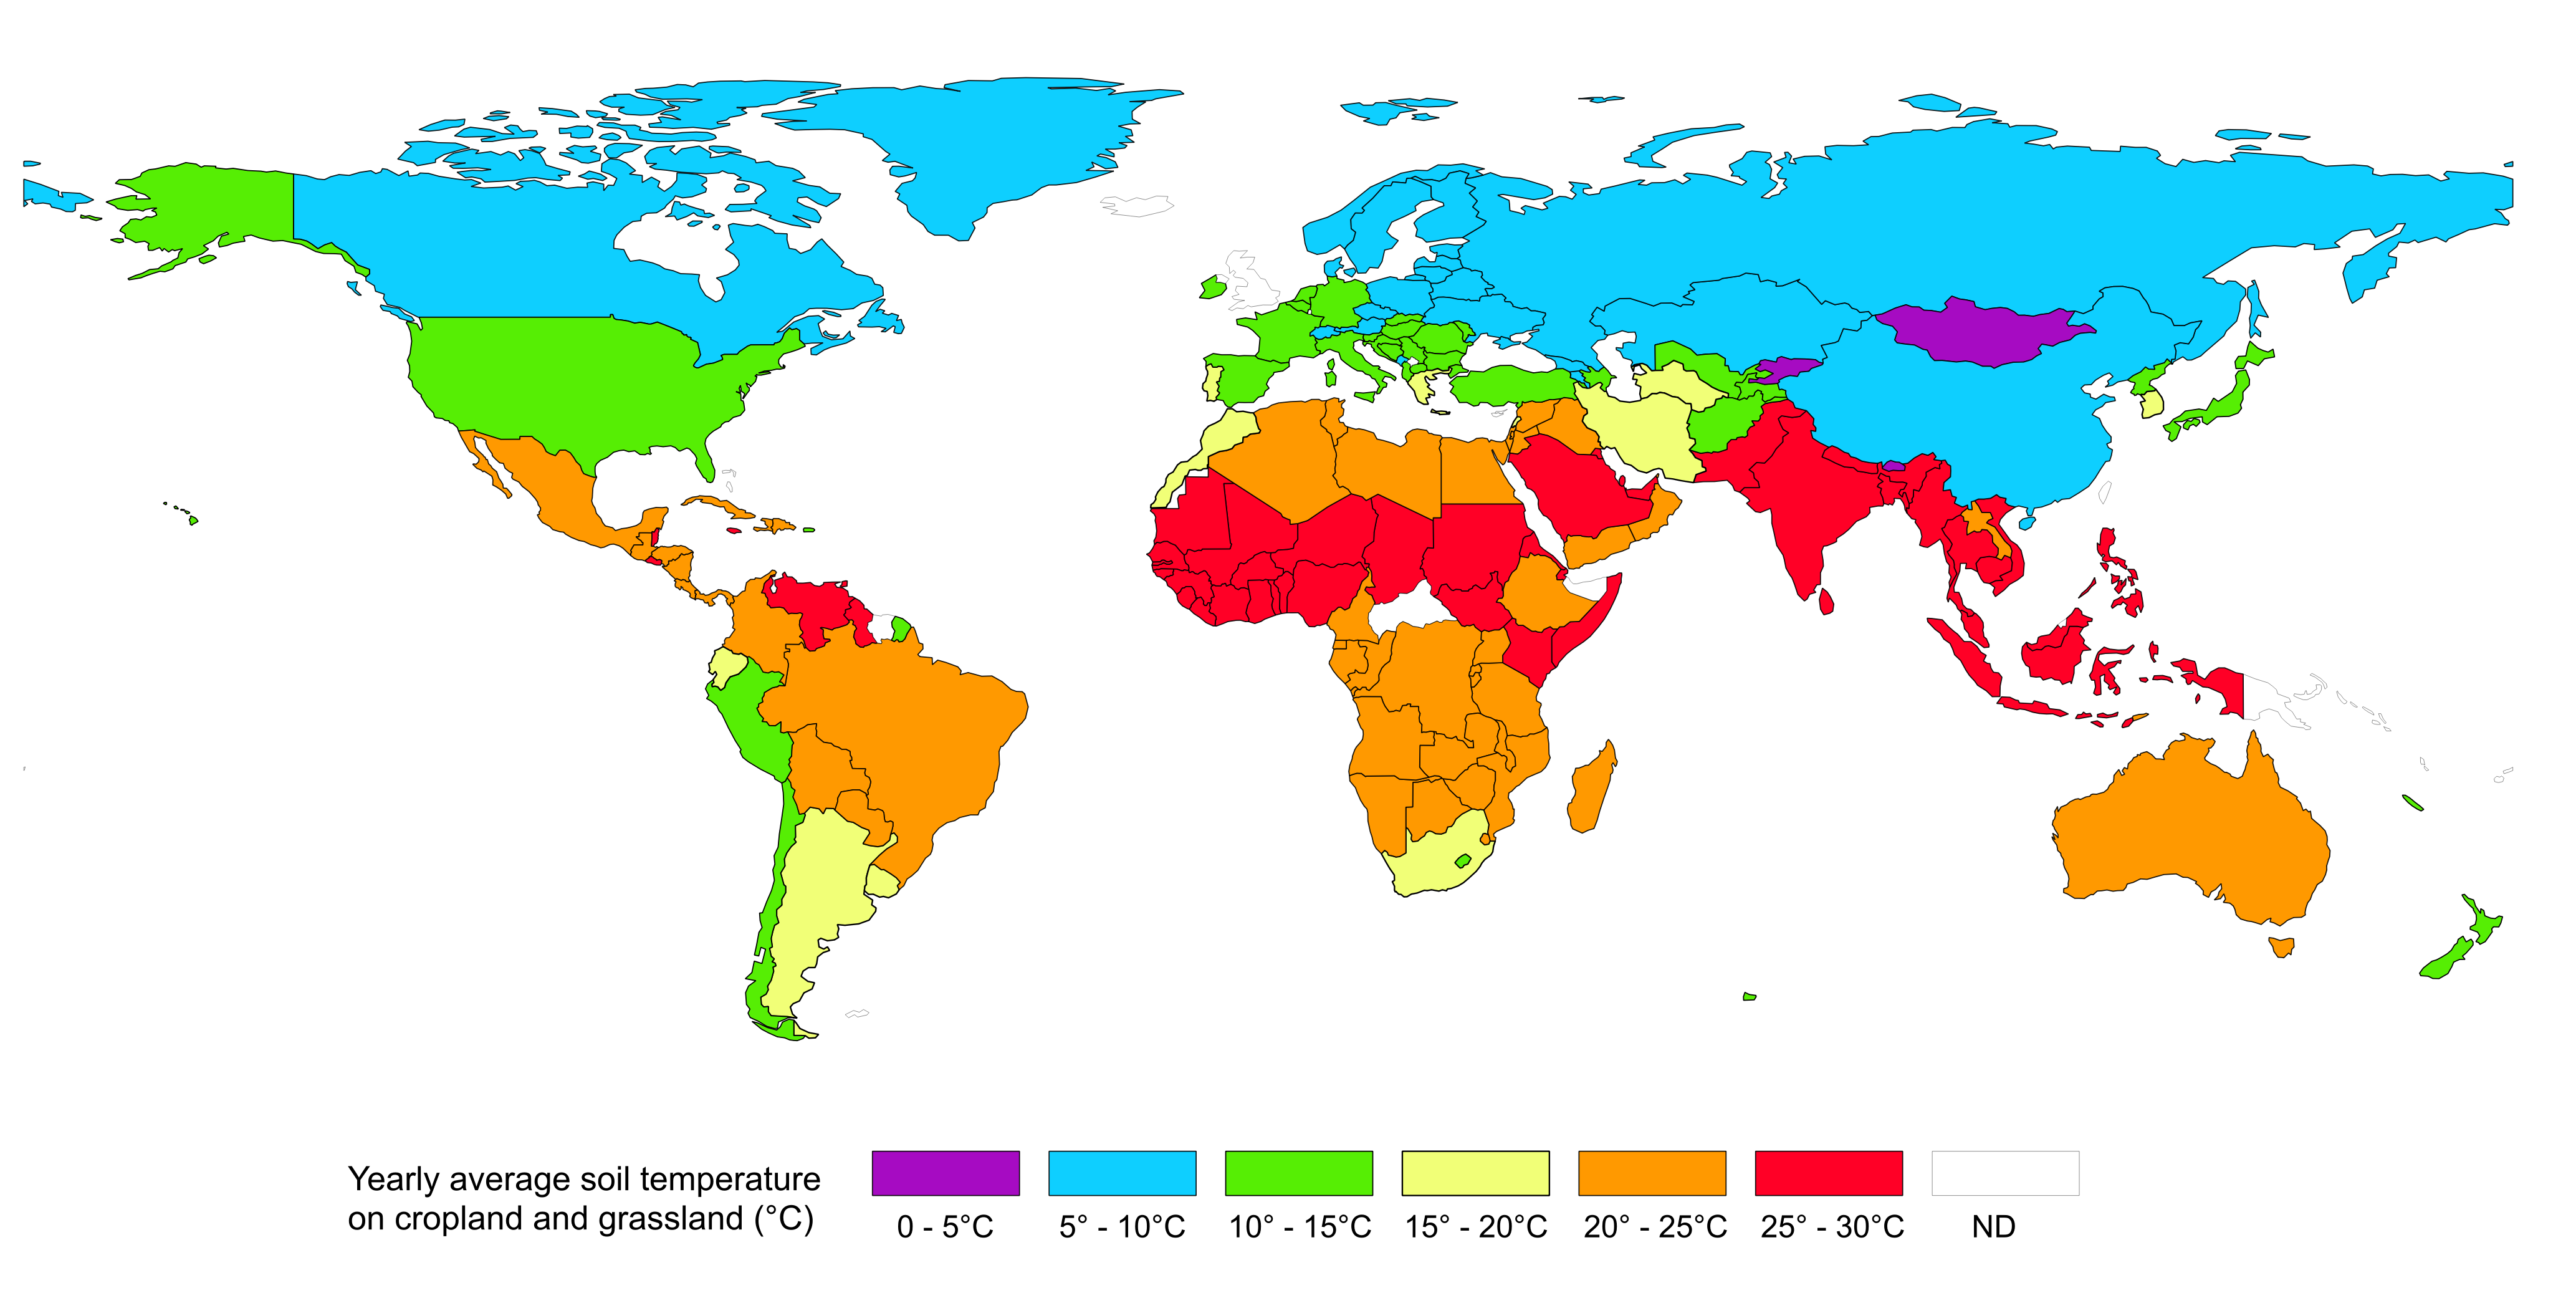 Yearly average soil temperature
on cropland and grassland (°C)
0 - 5°C
5° - 10°C
10° - 15°C
15° - 20°C
20° - 25°C
25° - 30°C
ND